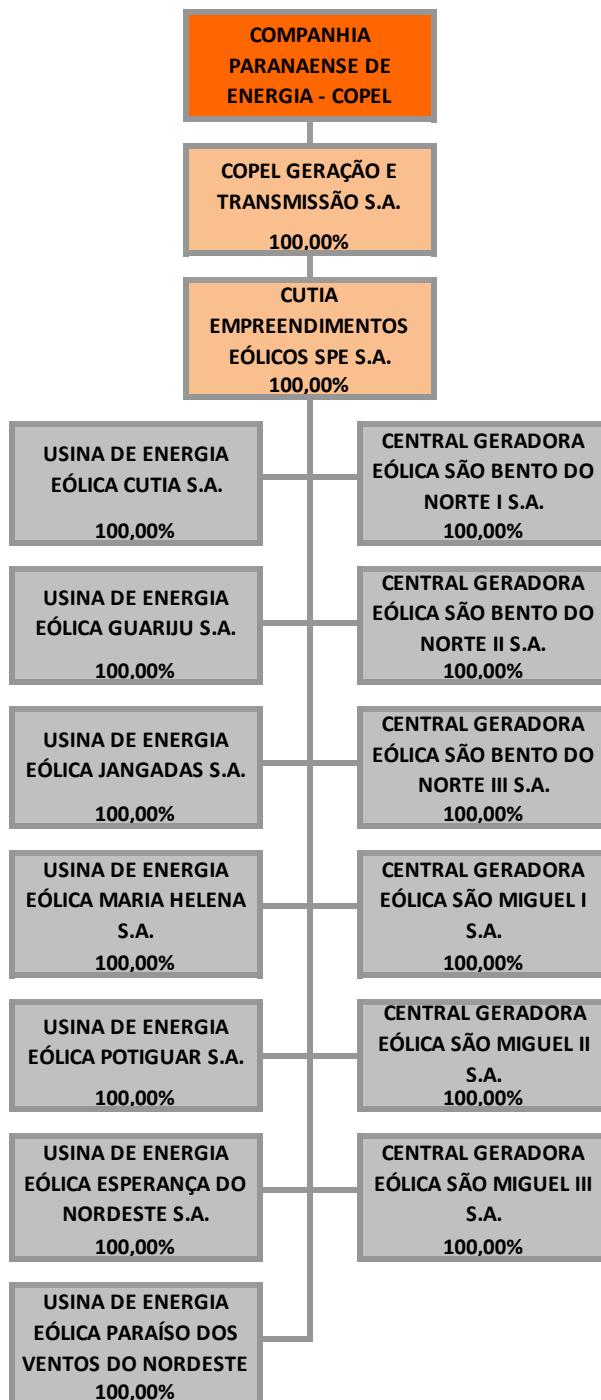 COMPANHIA
PARANAENSE DE
ENERGIA - COPEL
COPEL GERAÇÃO E
TRANSMISSÃO S.A.
100,00%
CUTIA
EMPREENDIMENTOS
EÓLICOS SPE S.A.
100,00%
USINA DE ENERGIA
EÓLICA CUTIA S.A.
100,00%
CENTRAL GERADORA
EÓLICA SÃO BENTO DO
NORTE I S.A.
100,00%
USINA DE ENERGIA
EÓLICA GUARIJU S.A.
100,00%
CENTRAL GERADORA
EÓLICA SÃO BENTO DO
NORTE II S.A.
100,00%
USINA DE ENERGIA
EÓLICA JANGADAS S.A.
100,00%
CENTRAL GERADORA
EÓLICA SÃO BENTO DO
NORTE III S.A.
100,00%
USINA DE ENERGIA
EÓLICA MARIA HELENA
S.A.
100,00%
CENTRAL GERADORA
EÓLICA SÃO MIGUEL I
S.A.
100,00%
USINA DE ENERGIA
EÓLICA POTIGUAR S.A.
100,00%
CENTRAL GERADORA
EÓLICA SÃO MIGUEL II
S.A.
100,00%
USINA DE ENERGIA
EÓLICA ESPERANÇA DO
NORDESTE S.A.
100,00%
CENTRAL GERADORA
EÓLICA SÃO MIGUEL III
S.A.
100,00%
USINA DE ENERGIA
EÓLICA PARAÍSO DOS
VENTOS DO NORDESTE
100,00%